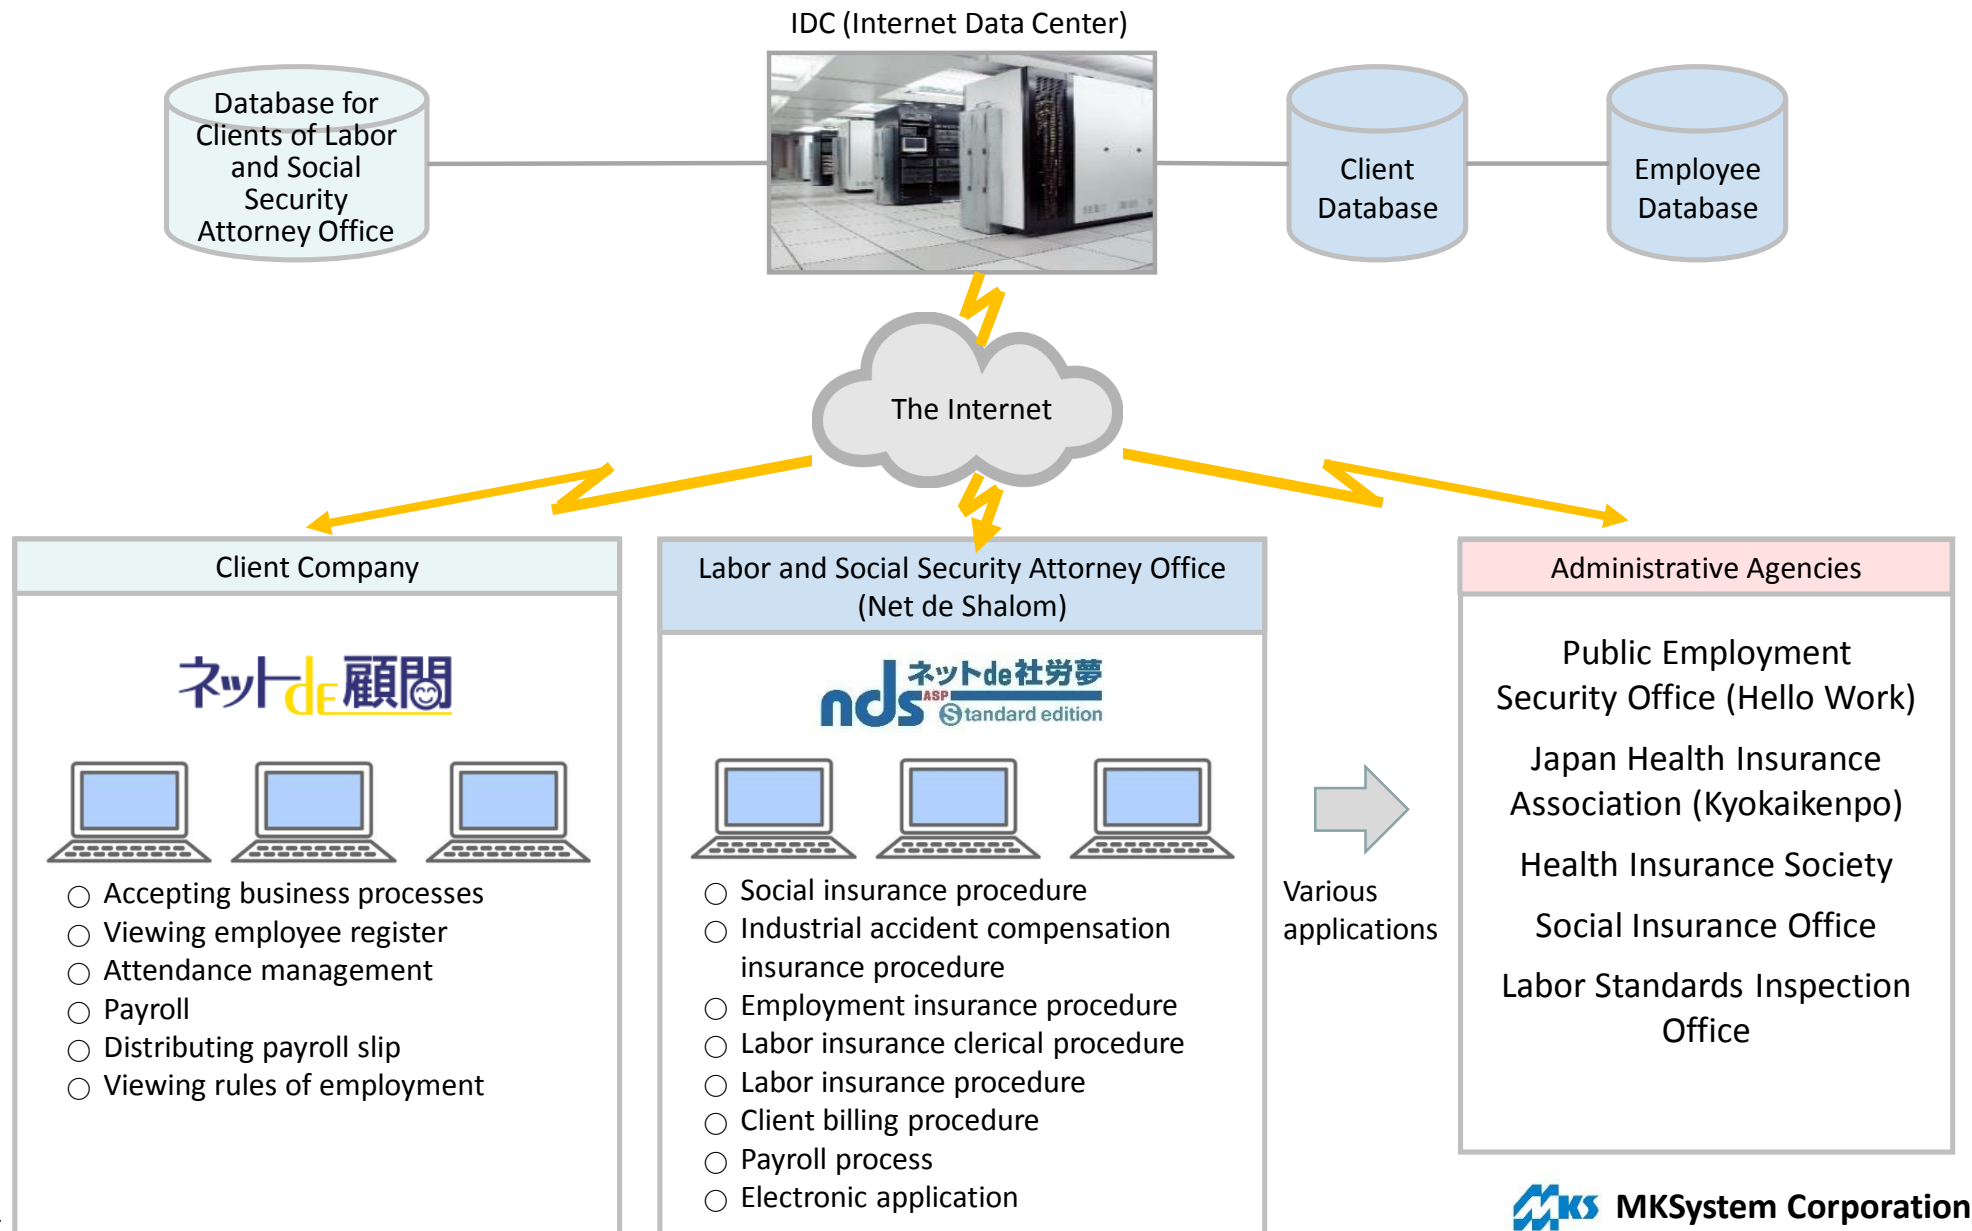 IDC (Internet Data Center)
Database for
Clients of Labor
and Social
Security
Attorney Office
Client
Database
Employee
Database
The Internet
Client Company
ネットdE顧問
○ Accepting business processes
○ Viewing employee register
○ Attendance management
○ Payroll
○ Distributing payroll slip
○ Viewing rules of employment
Labor and Social Security Attorney Office
(Net de Shalom)
ネットde社労夢
nds ASP
Standard edition
○ Social insurance procedure
○ Industrial accident compensation
insurance procedure
○ Employment insurance procedure
○ Labor insurance clerical procedure
○ Labor insurance procedure
○ Client billing procedure
○ Payroll process
○ Electronic application
Various
applications
Administrative Agencies
Public Employment
Security Office (Hello Work)
Japan Health Insurance
Association (Kyokaikenpo)
Health Insurance Society
Social Insurance Office
Labor Standards Inspection
Office
MKS MKSystem Corporation